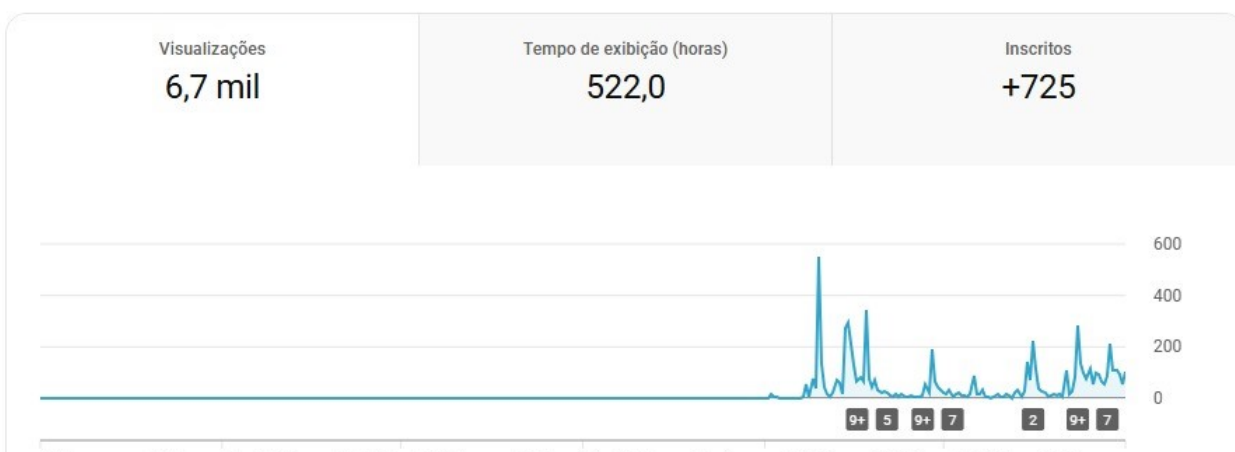 Visualizações Tempo de exibição (horas) Inscritos
6,7 mil 522,0 +725
600
400
200
0
9+ 5 9+ 7 2 9+ 7